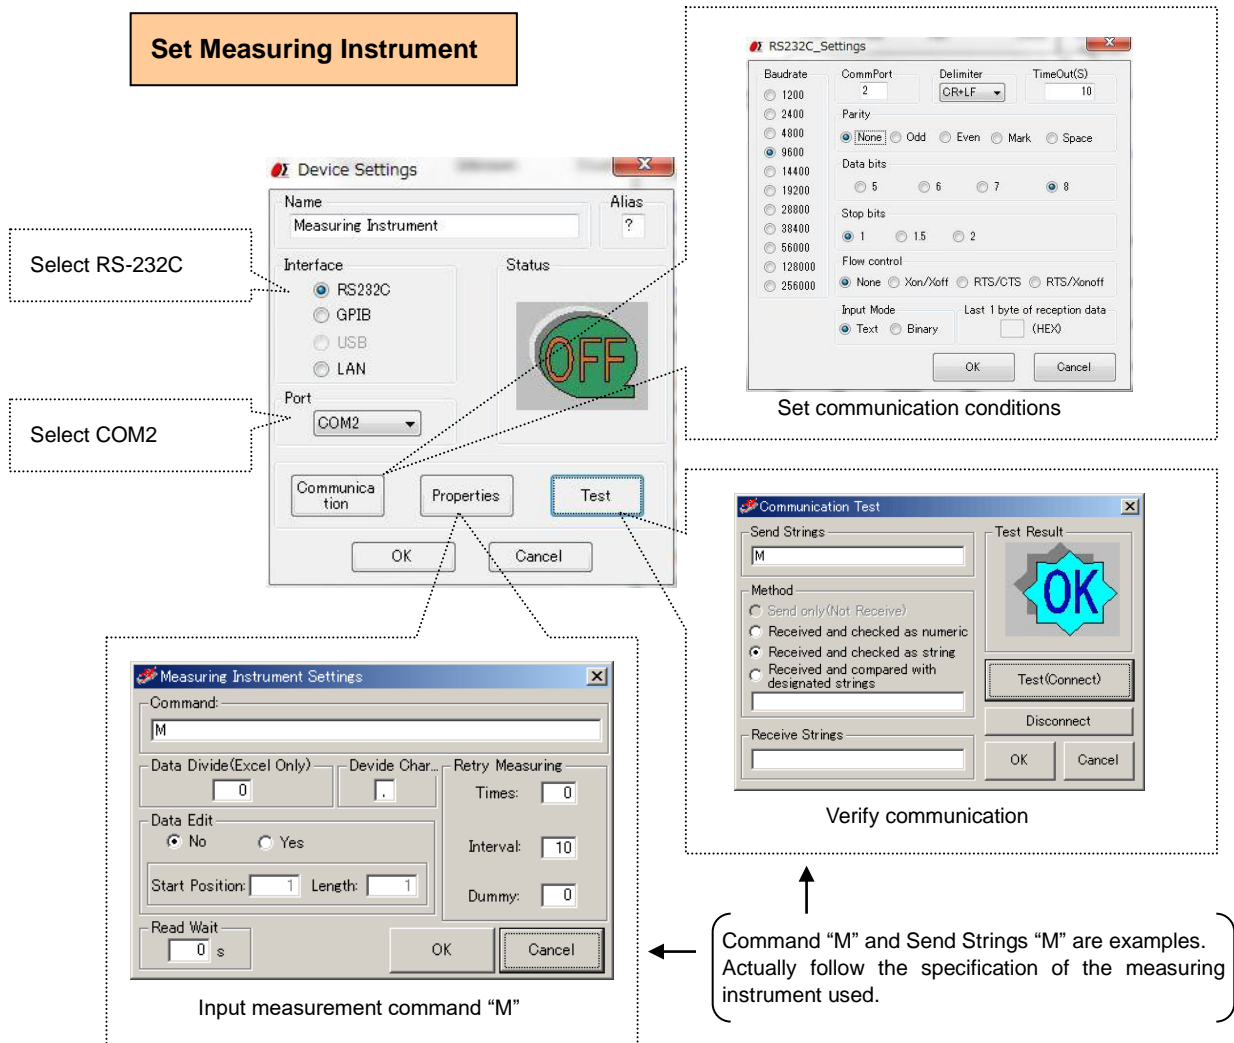 Set Measuring Instrument
RS232C_Settings
Baudrate
1200
2400
4800
9600
14400
19200
28800
38400
56000
128000
256000
CommPort
2
Delimiter
CR+LF
TimeOut(S)
10
Parity
None Odd Even Mark Space
Data bits
5 6 7 8
Stop bits
1 1.5 2
Flow control
None Xon/Xoff RTS/CTS RTS/Xonoff
Input Mode
Text Binary
Last 1 byte of reception data
(HEX)
OK Cancel
Set communication conditions
Device Settings
Name
Measuring Instrument
Alias
?
Select RS-232C
Interface
RS232C
GPIB
USB
LAN
Status
OFF
Select COM2
Port
COM2
Communica
tion
Properties
Test
OK Cancel
Communication Test
Send Strings
M
Method
Send only(Not Receive)
Received and checked as numeric
Received and checked as string
Received and compared with
designated strings
Receive Strings
Test Result
OK
Test(Connect)
Disconnect
OK Cancel
Verify communication
Measuring Instrument Settings
Command:
M
Data Divide(Excel Only)
0
Devide Char...
,
Retry Measuring
Times: 0
Interval: 10
Dummy: 0
Data Edit
No Yes
Start Position: 1 Length: 1
Read Wait
0 s
OK Cancel
Input measurement command “M”
Command “M” and Send Strings “M” are examples.
Actually follow the specification of the measuring
instrument used.